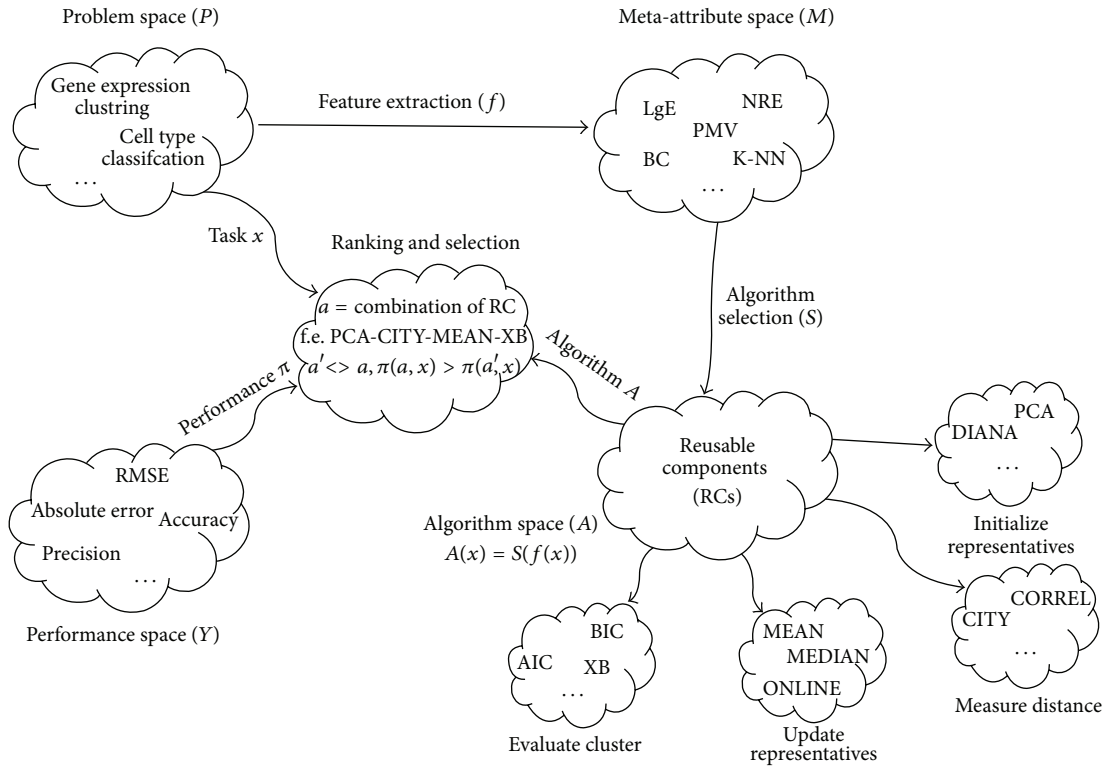 Problem space (P)
Gene expression
clustring
Cell type
classifcation
...
Feature extraction (f)
Meta-attribute space (M)
LgE
NRE
PMV
BC
K-NN
...
Task x
Ranking and selection
a = combination of RC
f.e. PCA-CITY-MEAN-XB
a′ <> a, π(a, x) > π(a′, x)
Algorithm
selection (S)
Performance π
Algorithm A
RMSE
Absolute error
Accuracy
Precision
...
Performance space (Y)
Reusable
components
(RCs)
Algorithm space (A)
A(x) = S(f(x))
PCA
DIANA
...
Initialize
representatives
CORREL
CITY
...
Measure distance
MEAN
MEDIAN
ONLINE
Update
representatives
BIC
AIC
XB
...
Evaluate cluster